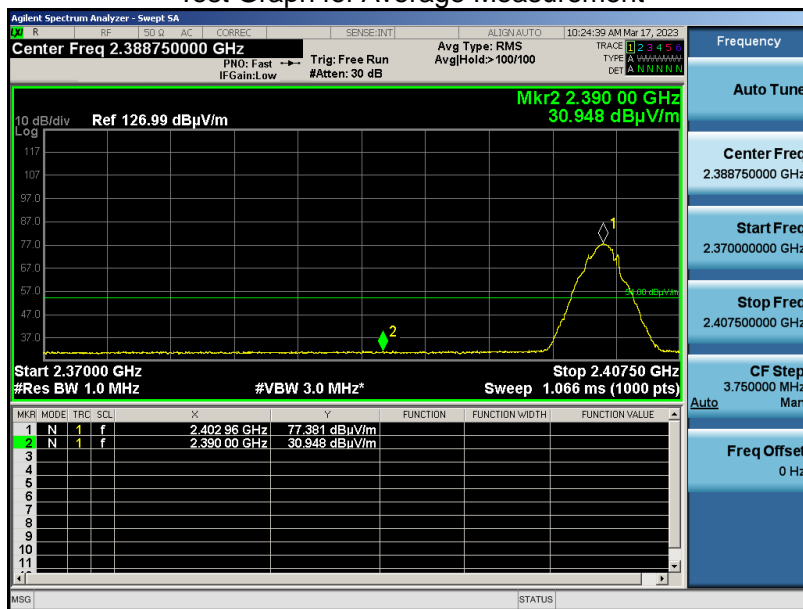 Test Graph for Average Measurement
Agilent Spectrum Analyzer - Swept SA
LXI R RF 50 Ω AC CORREC SENSE:INT ALIGN AUTO 10:24:39 AM Mar 17, 2023
Center Freq 2.388750000 GHz
PNO: Fast
IFGain:Low
Trig: Free Run
#Atten: 30 dB
Avg Type: RMS
Avg|Hold:> 100/100
TRACE 1 2 3 4 5 6
TYPE A WWWWW
DET A N N N N N
Mkr2 2.390 00 GHz
30.948 dBµV/m
10 dB/div Ref 126.99 dBµV/m
Log
117
107
97.0
87.0
77.0
67.0
57.0
47.0
37.0
1
2
54.00 dBµV/m
Start 2.37000 GHz Stop 2.40750 GHz
#Res BW 1.0 MHz #VBW 3.0 MHz* Sweep 1.066 ms (1000 pts)
MKR MODE TRC SCL X Y FUNCTION FUNCTION WIDTH FUNCTION VALUE
1 N 1 f 2.402 96 GHz 77.381 dBµV/m
2 N 1 f 2.390 00 GHz 30.948 dBµV/m
3
4
5
6
7
8
9
10
11
MSG STATUS
Frequency
Auto Tune
Center Freq
2.388750000 GHz
Start Freq
2.370000000 GHz
Stop Freq
2.407500000 GHz
CF Step
3.750000 MHz
Auto Man
Freq Offset
0 Hz